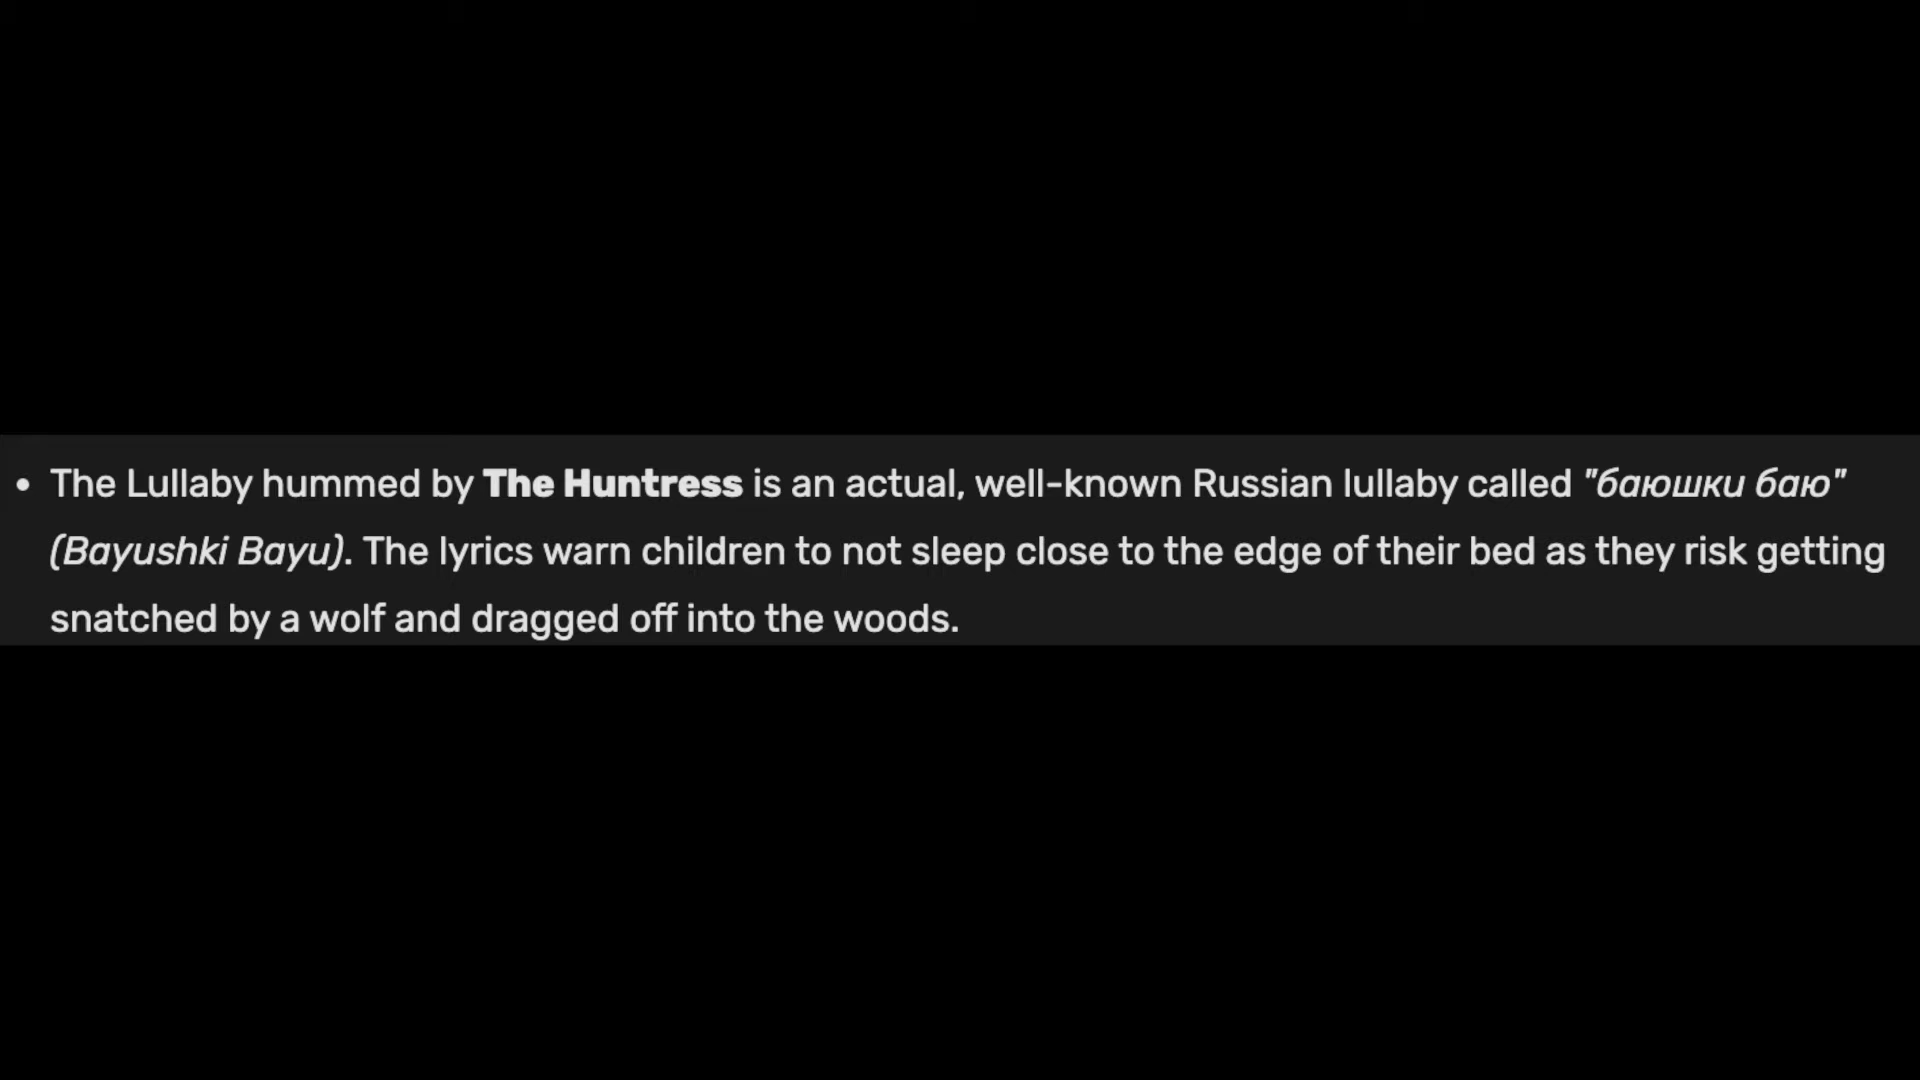 • The Lullaby hummed by The Huntress is an actual, well-known Russian lullaby called "баюшки баю"
(Bayushki Bayu). The lyrics warn children to not sleep close to the edge of their bed as they risk getting
snatched by a wolf and dragged off into the woods.